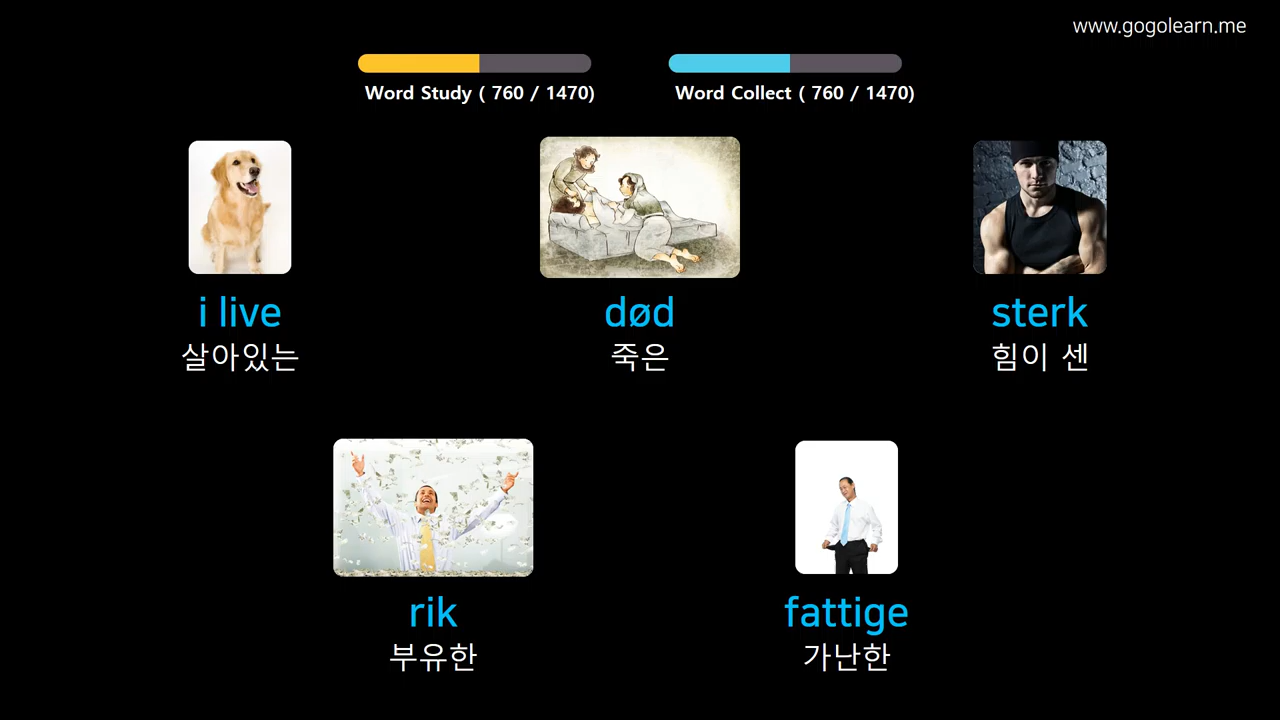 www.gogolearn.me
Word Study ( 760 / 1470)
Word Collect ( 760 / 1470)
i live
살아있는
død
죽은
sterk
힘이 센
rik
부유한
fattige
가난한